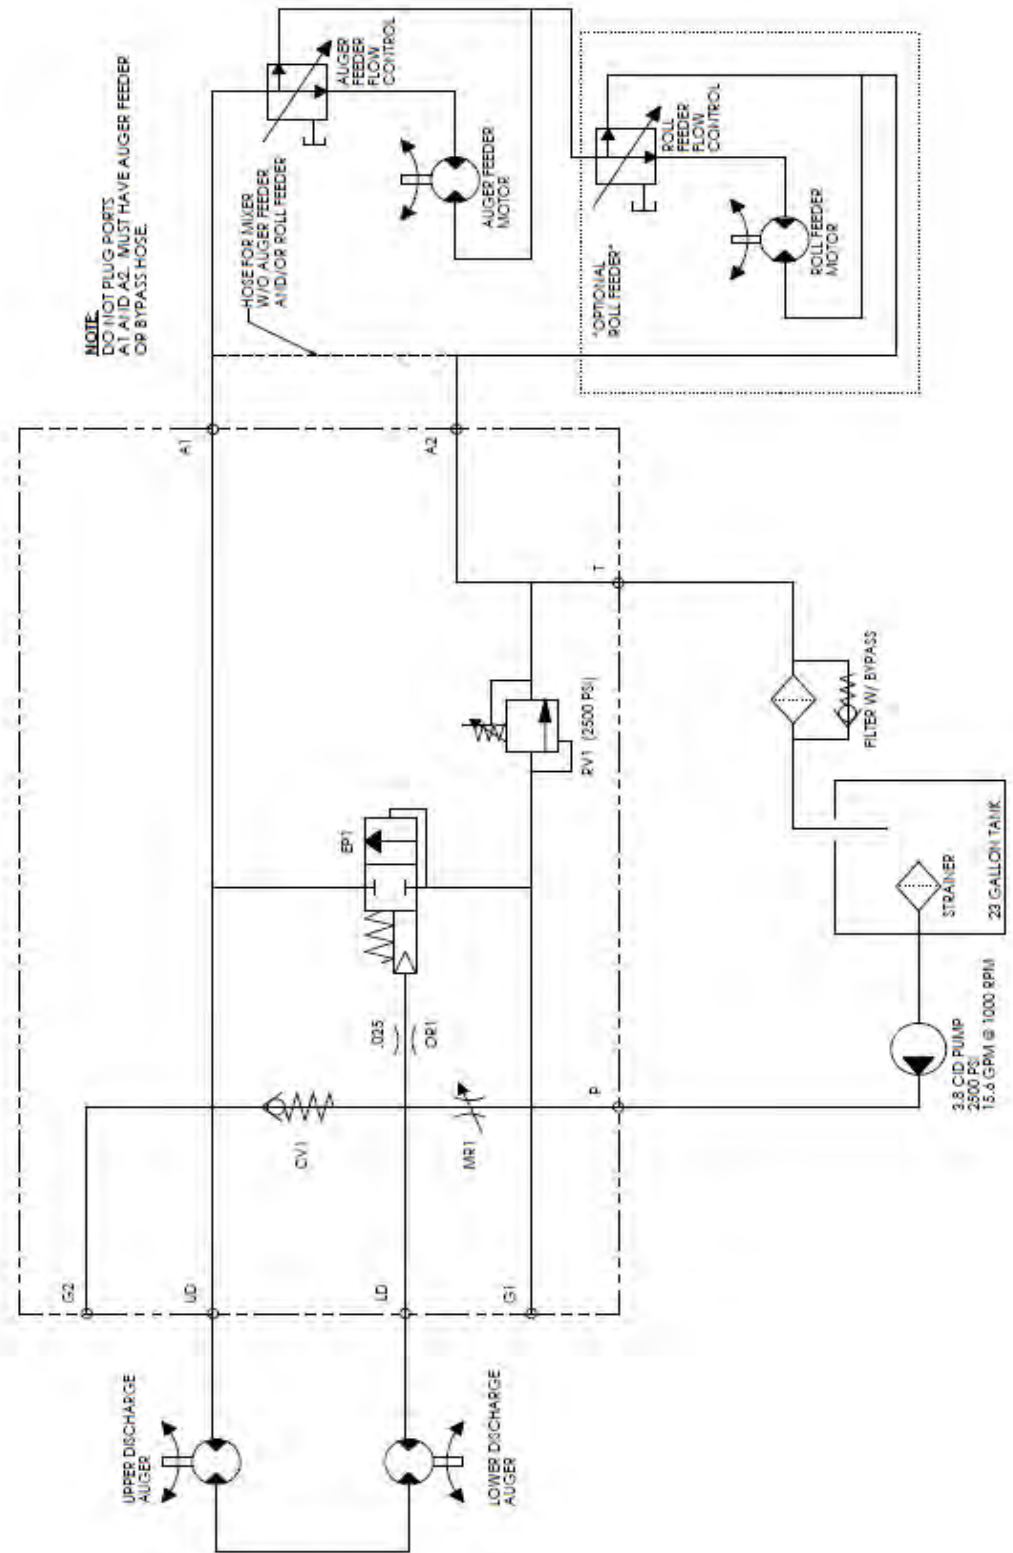 NOTE:
DO NOT PLUG PORTS
A1 AND A2. MUST HAVE AUGER FEEDER
OR BYPASS HOSE.
HOSE FOR MIXER
W/O AUGER FEEDER
AND/OR ROLL FEEDER
AUGER
FEEDER
FLOW
CONTROL
AUGER FEEDER
MOTOR
ROLL
FEEDER
FLOW
CONTROL
ROLL FEEDER
MOTOR
"OPTIONAL
ROLL FEEDER"
A1
A2
T
EP1
RV1 (2500 PSI)
FILTER W/ BYPASS
STRAINER
23 GALLON TANK
.025
OR1
CV1
MR1
P
3.8 CID PUMP
2500 PSI
15.6 GPM @ 1000 RPM
G2
UD
LD
G1
UPPER DISCHARGE
AUGER
LOWER DISCHARGE
AUGER